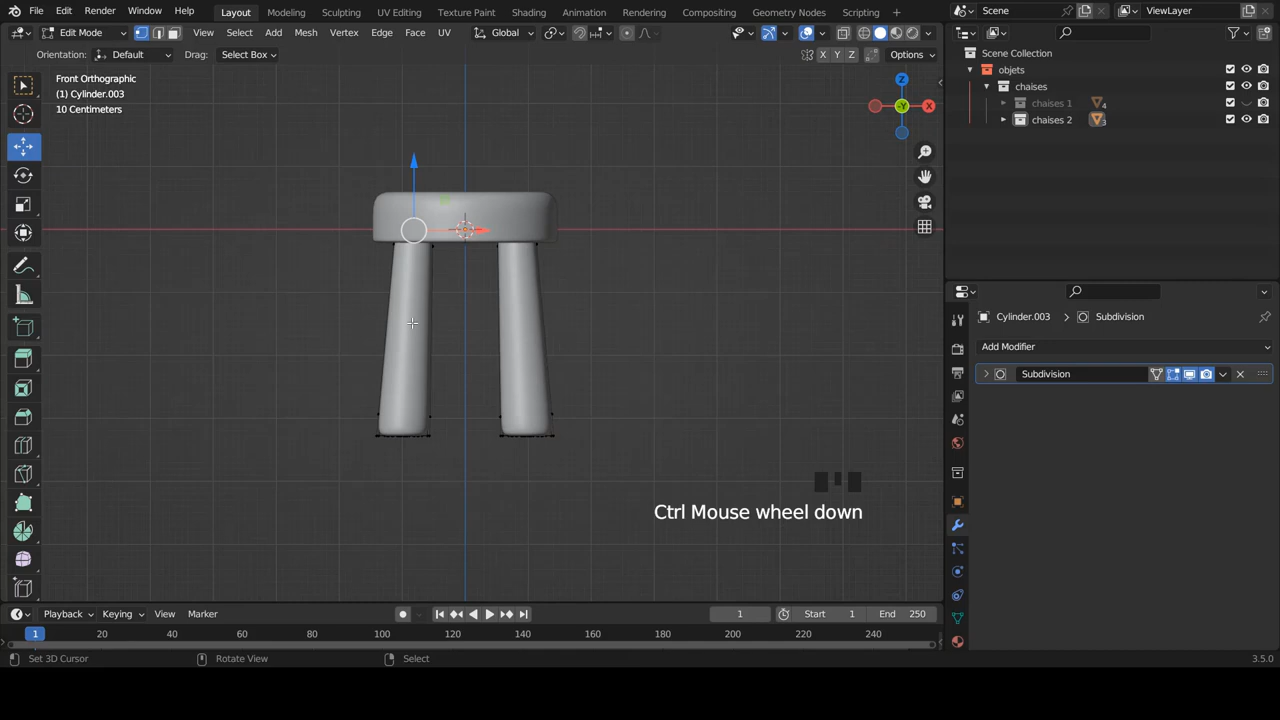 File Edit Render Window Help Layout Modeling Sculpting UV Editing Texture Paint Shading Animation Rendering Compositing Geometry Nodes Scripting + Scene ViewLayer
Edit Mode View Select Add Mesh Vertex Edge Face UV Global
Orientation: Default Drag: Select Box X Y Z Options
Scene Collection
objets
chaises
chaises 1 4
chaises 2 3
Front Orthographic
(1) Cylinder.003
10 Centimeters
Z
-Y X
Cylinder.003 > Subdivision
Add Modifier
Subdivision
Ctrl Mouse wheel down
Playback Keying View Marker 1 Start 1 End 250
1 20 40 60 80 100 120 140 160 180 200 220 240
Set 3D Cursor Rotate View Select 3.5.0